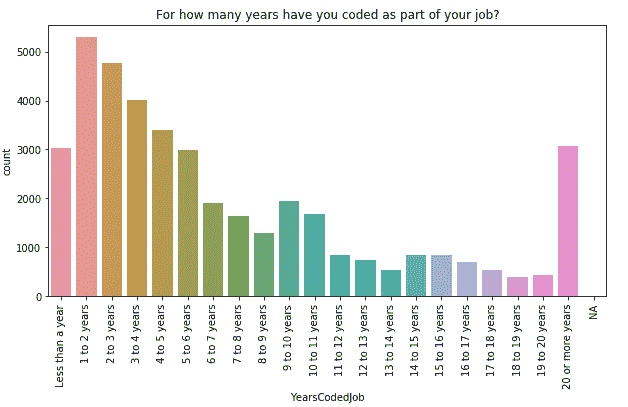 For how many years have you coded as part of your job?
5000
4000
3000
2000
1000
0
count
Less than a year
1 to 2 years
2 to 3 years
3 to 4 years
4 to 5 years
5 to 6 years
6 to 7 years
7 to 8 years
8 to 9 years
9 to 10 years
10 to 11 years
11 to 12 years
12 to 13 years
13 to 14 years
14 to 15 years
15 to 16 years
16 to 17 years
17 to 18 years
18 to 19 years
19 to 20 years
20 or more years
NA
YearsCodedJob